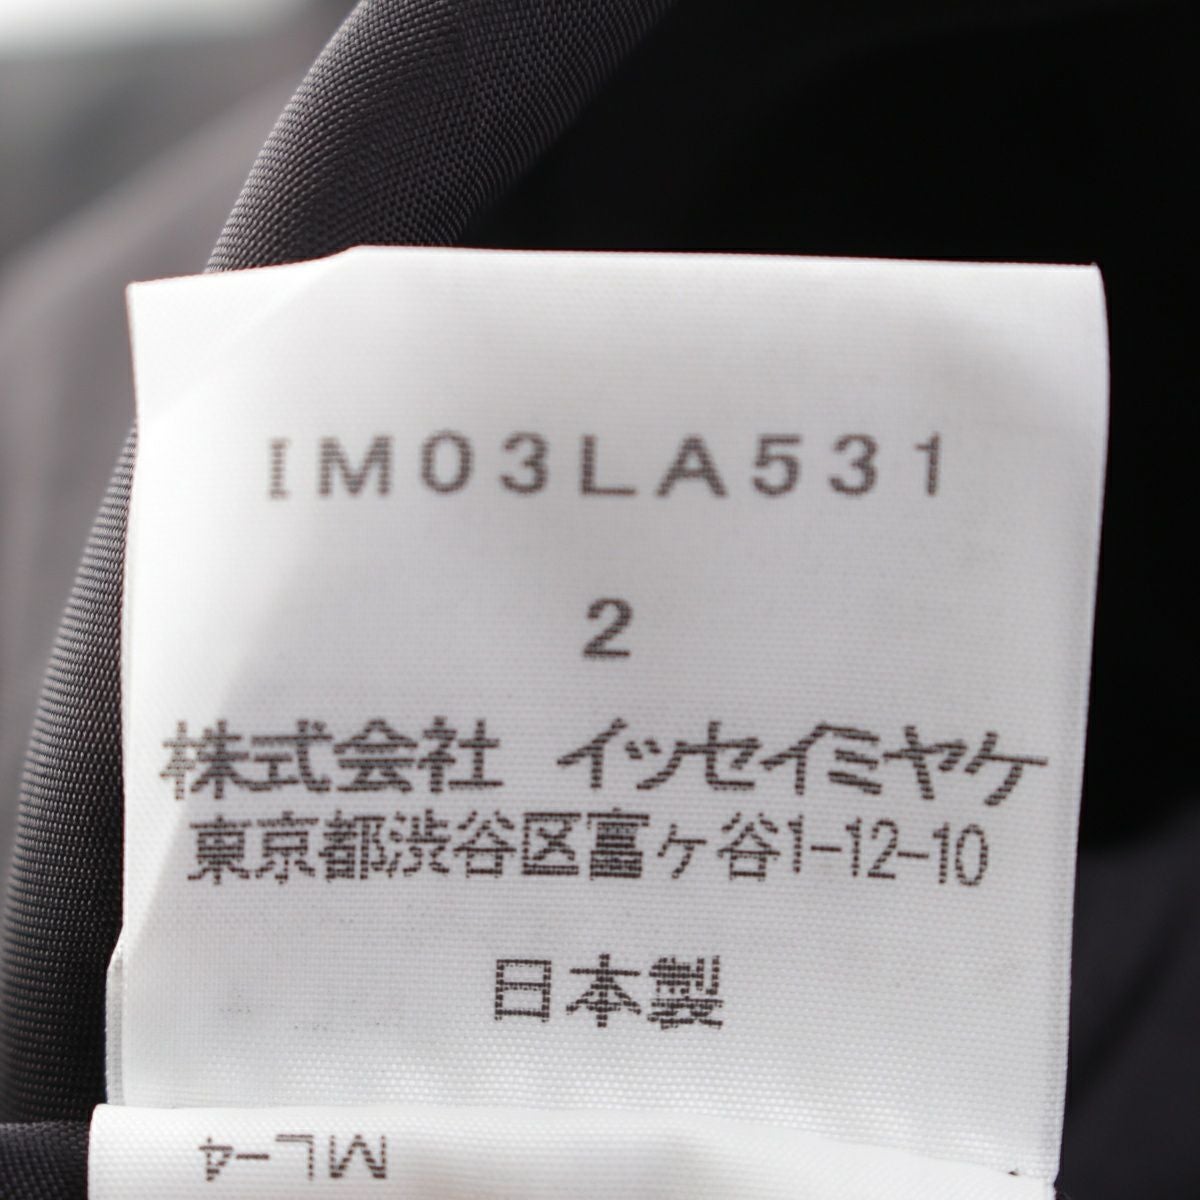 IM03LA531
2
株式会社 イッセイミヤケ
東京都渋谷区富ヶ谷1-12-10
日本製
ML-4